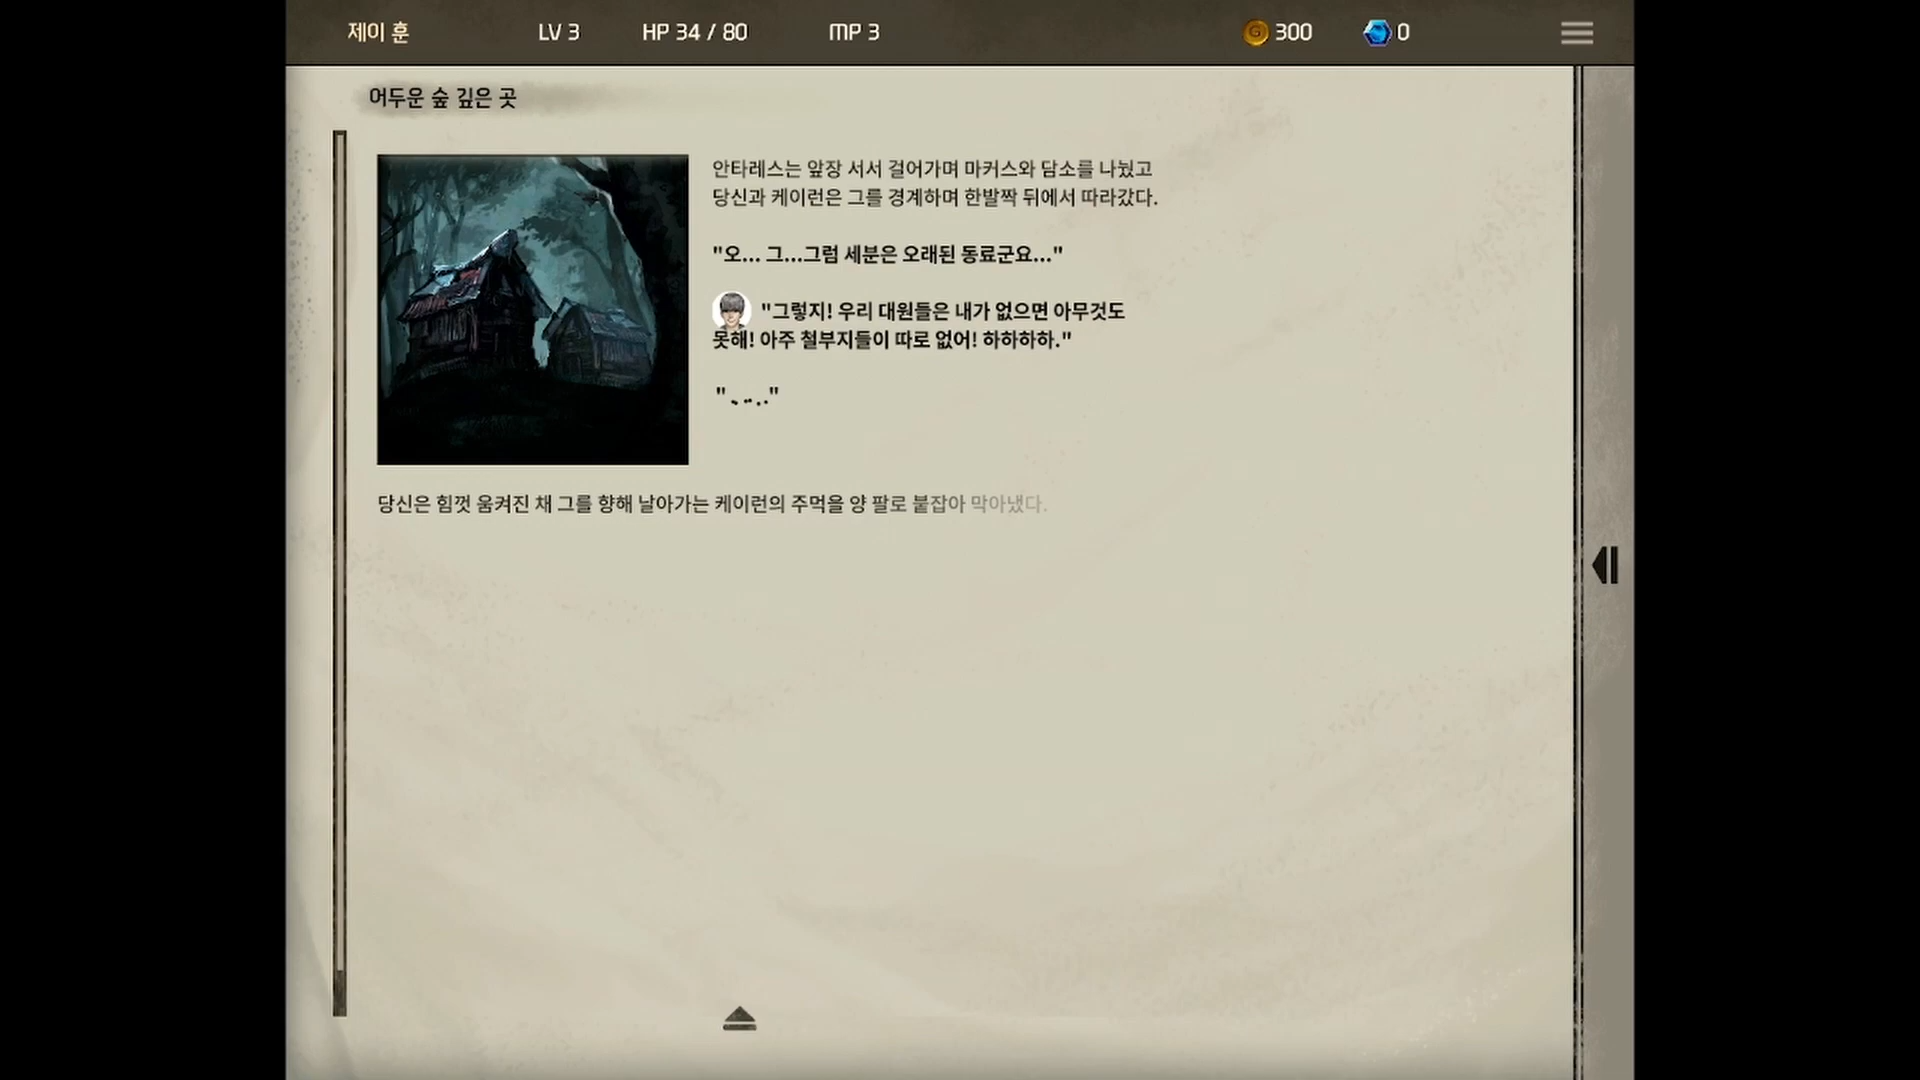 제이 훈 LV 3 HP 34 / 80 MP 3 300 0
어두운 숲 깊은 곳
안타레스는 앞장 서서 걸어가며 마커스와 담소를 나눴고
당신과 케이런은 그를 경계하며 한발짝 뒤에서 따라갔다.
"오... 그...그럼 세분은 오래된 동료군요..."
"그렇지! 우리 대원들은 내가 없으면 아무것도
못해! 아주 철부지들이 따로 없어! 하하하하."
"....."
당신은 힘껏 움켜진 채 그를 향해 날아가는 케이런의 주먹을 양 팔로 붙잡아 막아냈다.